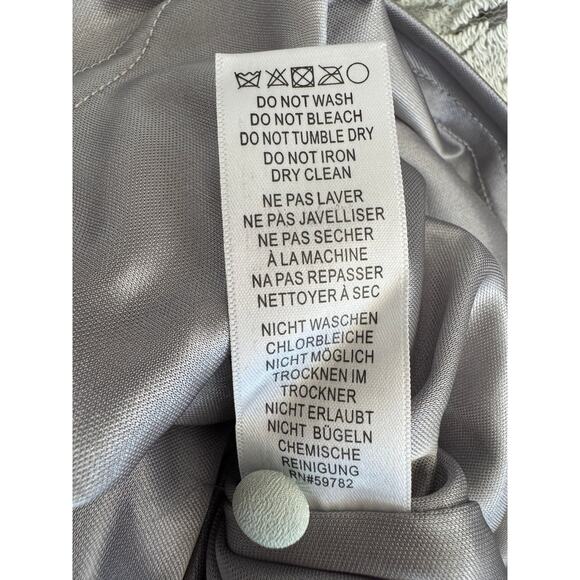 DO NOT WASH
DO NOT BLEACH
DO NOT TUMBLE DRY
DO NOT IRON
DRY CLEAN
NE PAS LAVER
NE PAS JAVELLISER
NE PAS SECHER
À LA MACHINE
NA PAS REPASSER
NETTOYER À SEC
NICHT WASCHEN
CHLORBLEICHE
NICHT MÖGLICH
TROCKNEN IM
TROCKNER
NICHT ERLAUBT
NICHT BÜGELN
CHEMISCHE
REINIGUNG
RN#59782